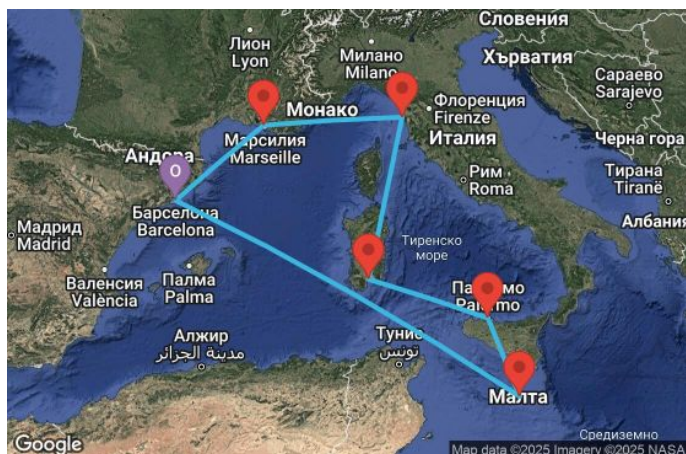 Словения
Лион
Lyon
Милано
Milano
Хърватия
Сараево
Sarajevo
Монако
Флоренция
Firenze
Марсилия
Marseille
Италия
Черна гора
Андора
О
Рим
Roma
Тирана
Tiranë
Барселона
Barcelona
Албания
Мадрид
Madrid
Тиренско
море
Валенсия
València
Палма
Palma
Palermo
Алжир
مدينة الجزائر
Тунис
تونس
Малта
Средиземно
Google
Map data ©2025 Imagery ©2025 NASA